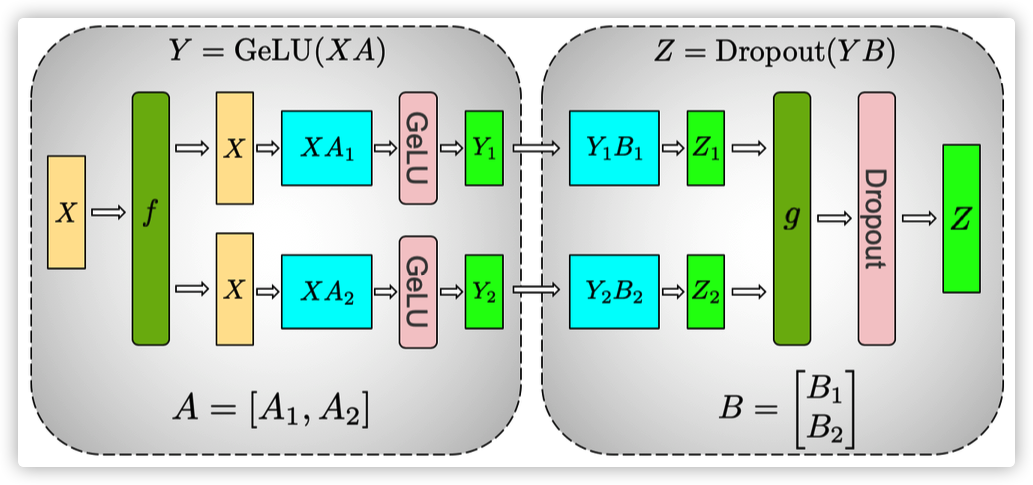 Y = GeLU(XA)
X
f
X
XA₁
GeLU
Y₁
X
XA₂
GeLU
Y₂
A = [A₁, A₂]
Z = Dropout(YB)
Y₁B₁
Z₁
Y₂B₂
Z₂
g
Dropout
Z
B = [B₁
B₂]